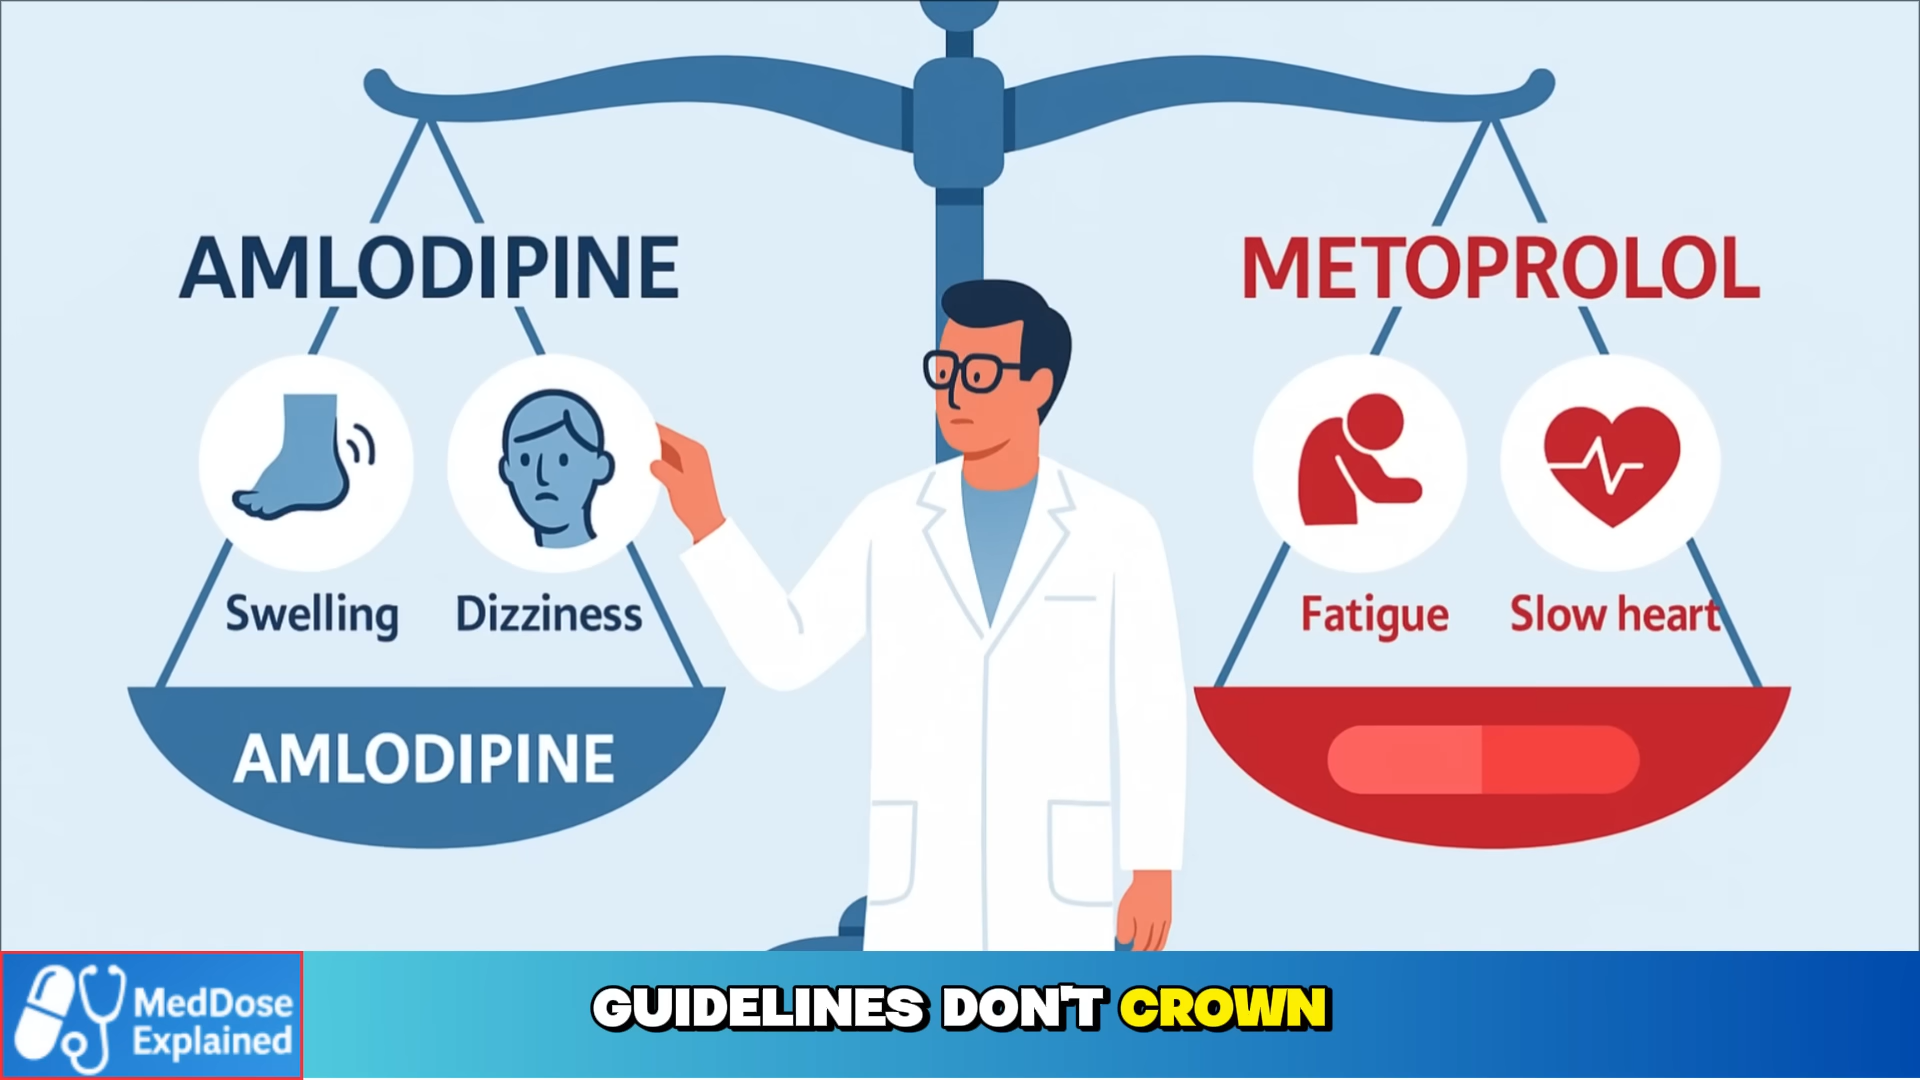 AMLODIPINE
METOPROLOL
Swelling
Dizziness
Fatigue
Slow heart
AMLODIPINE
MedDose
Explained
GUIDELINES DON'T CROWN